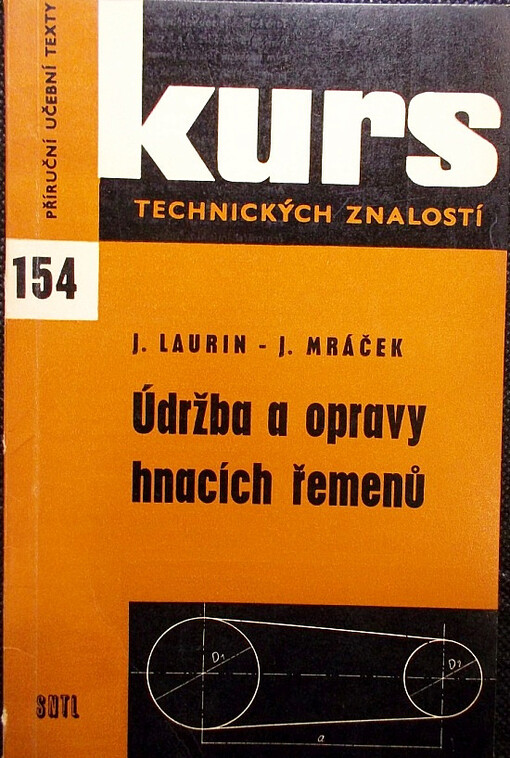 PŘÍRUČNÍ UČEBNÍ TEXTY
kurs
TECHNICKÝCH ZNALOSTÍ
154
J. LAURIN - J. MRÁČEK
Údržba a opravy
hnacích řemenů
D1
D2
a
SNTL